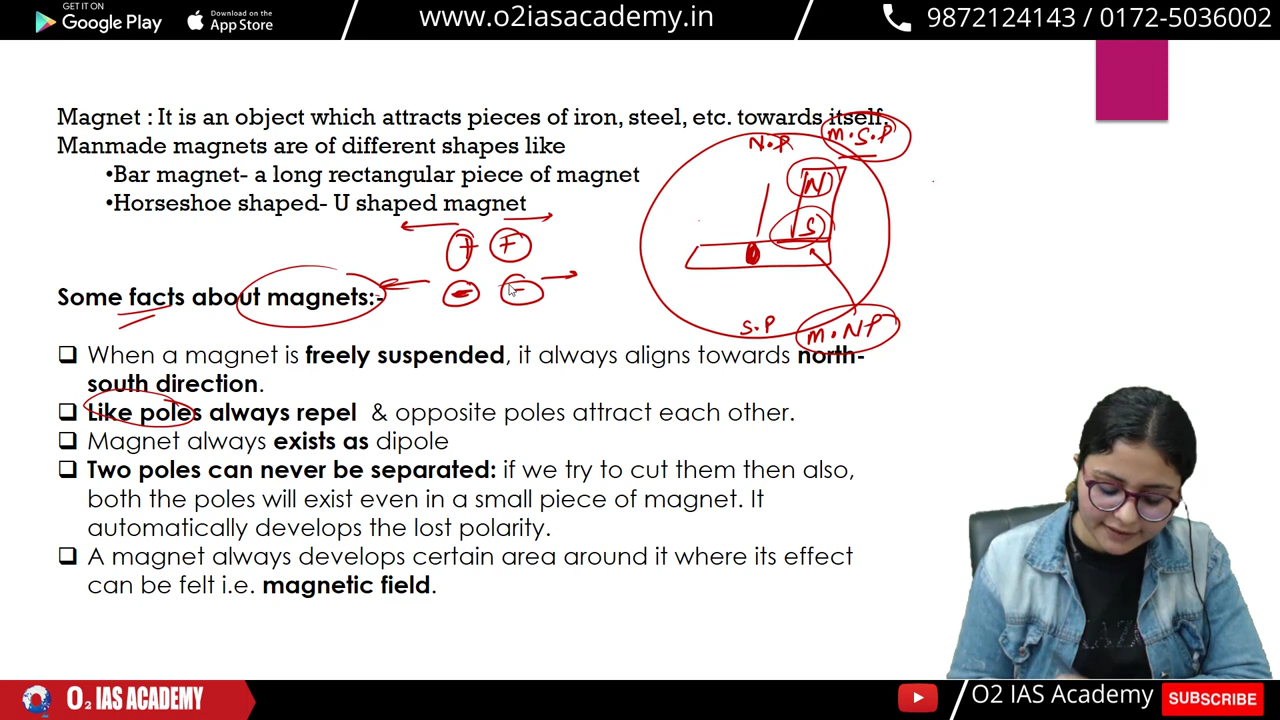 GET IT ON
Google Play
Download on the
App Store
www.o2iasacademy.in
9872124143 / 0172-5036002
Magnet : It is an object which attracts pieces of iron, steel, etc. towards itself.
Manmade magnets are of different shapes like
•Bar magnet- a long rectangular piece of magnet
•Horseshoe shaped- U shaped magnet
N.P
M.S.P
N
S
S.P
M.NP
+ +
- -
Some facts about magnets:-
❑ When a magnet is freely suspended, it always aligns towards north-
south direction.
❑ Like poles always repel & opposite poles attract each other.
❑ Magnet always exists as dipole
❑ Two poles can never be separated: if we try to cut them then also,
both the poles will exist even in a small piece of magnet. It
automatically develops the lost polarity.
❑ A magnet always develops certain area around it where its effect
can be felt i.e. magnetic field.
O2 IAS ACADEMY
O2 IAS Academy
SUBSCRIBE